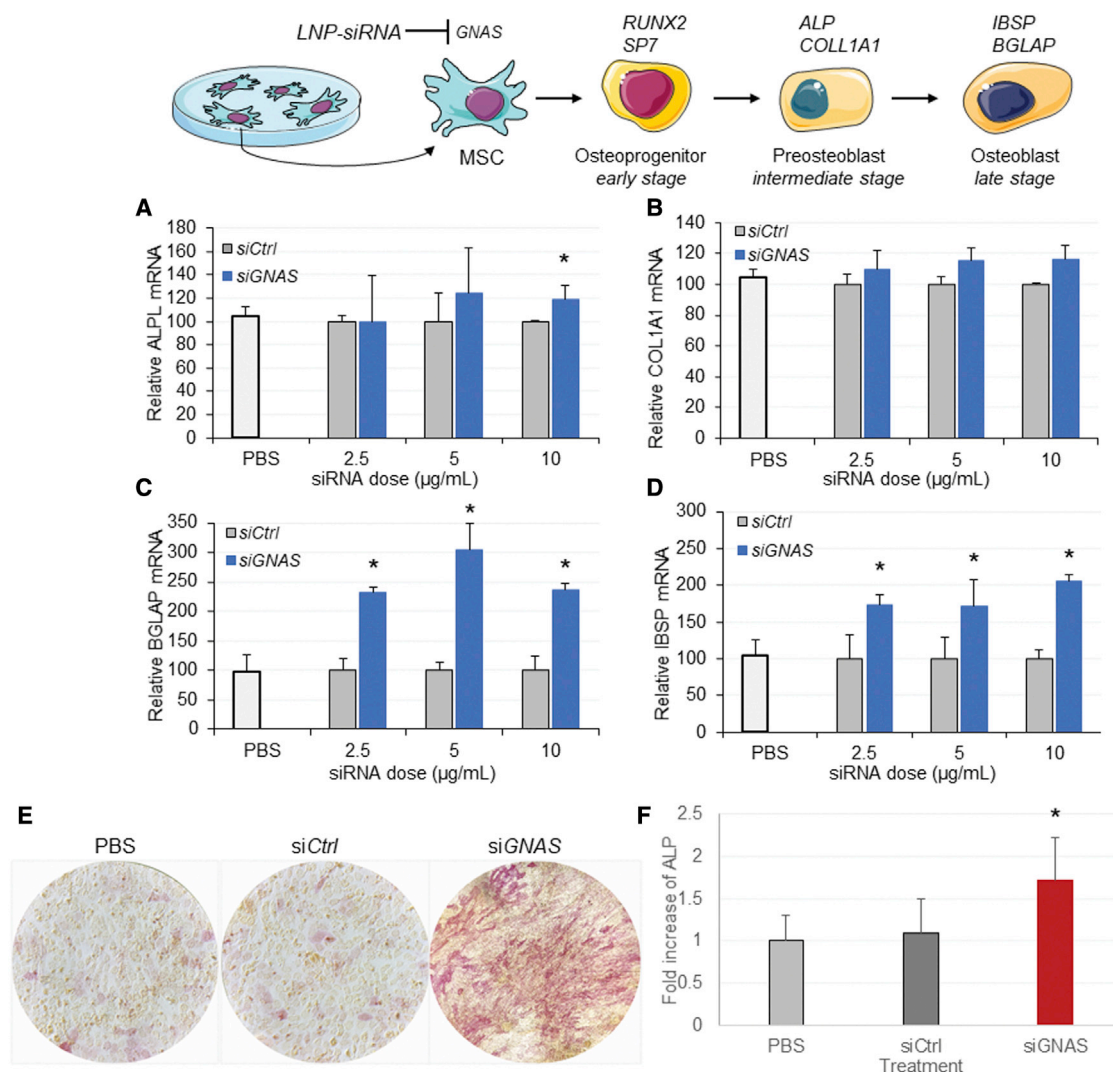 LNP-siRNA
GNAS
RUNX2
SP7
ALP
COLL1A1
IBSP
BGLAP
MSC
Osteoprogenitor
early stage
Preosteoblast
intermediate stage
Osteoblast
late stage
A
Relative ALPL mRNA
180
160
140
120
100
80
60
40
20
0
siCtrl
siGNAS
*
PBS
2.5
5
10
siRNA dose (µg/mL)
B
Relative COL1A1 mRNA
140
120
100
80
60
40
20
0
siCtrl
siGNAS
PBS
2.5
5
10
siRNA dose (µg/mL)
C
Relative BGLAP mRNA
350
300
250
200
150
100
50
0
siCtrl
siGNAS
*
*
*
PBS
2.5
5
10
siRNA dose (µg/mL)
D
Relative IBSP mRNA
300
250
200
150
100
50
0
siCtrl
siGNAS
*
*
*
PBS
2.5
5
10
siRNA dose (µg/mL)
E
PBS
siCtrl
siGNAS
F
Fold increase of ALP
2.5
2
1.5
1
0.5
0
*
PBS
siCtrl
siGNAS
Treatment